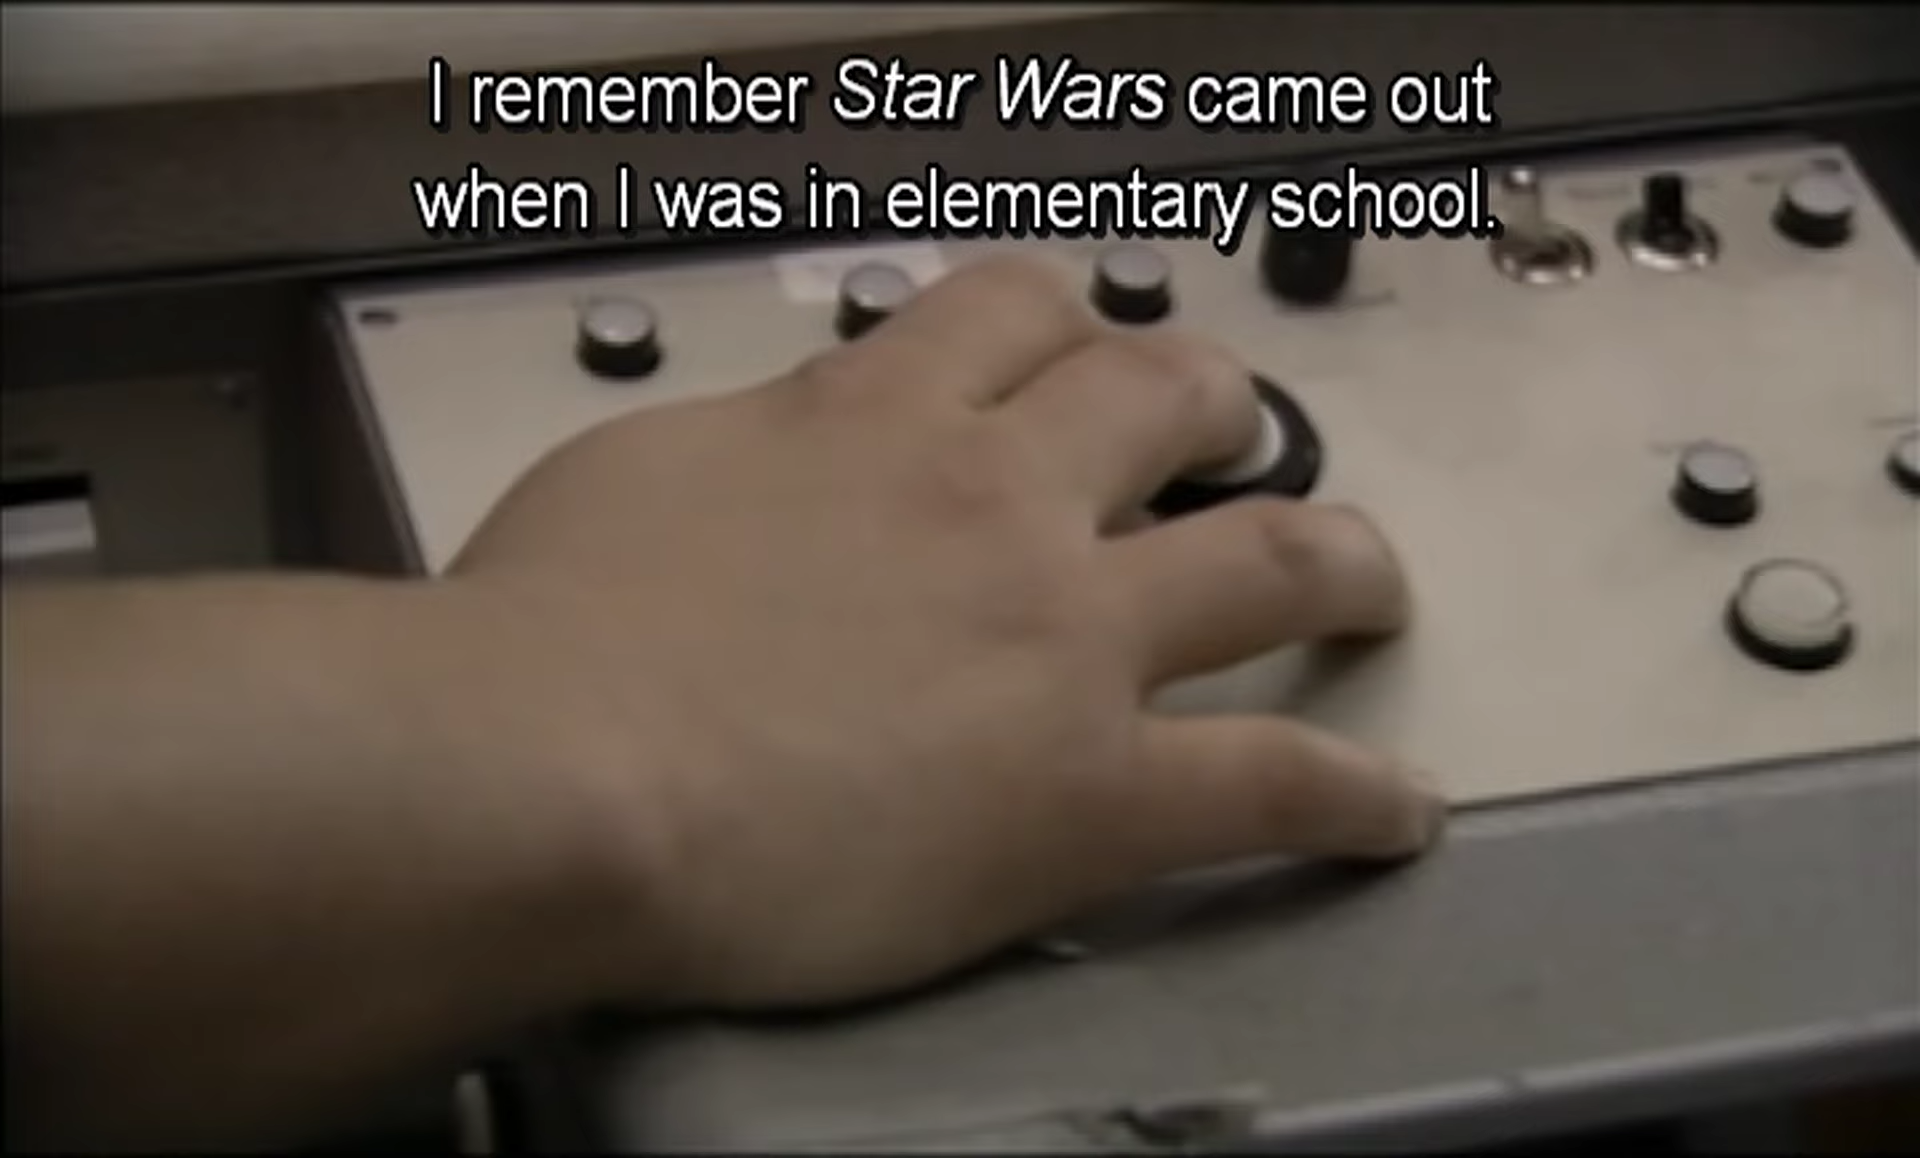 I remember Star Wars came out
when I was in elementary school.